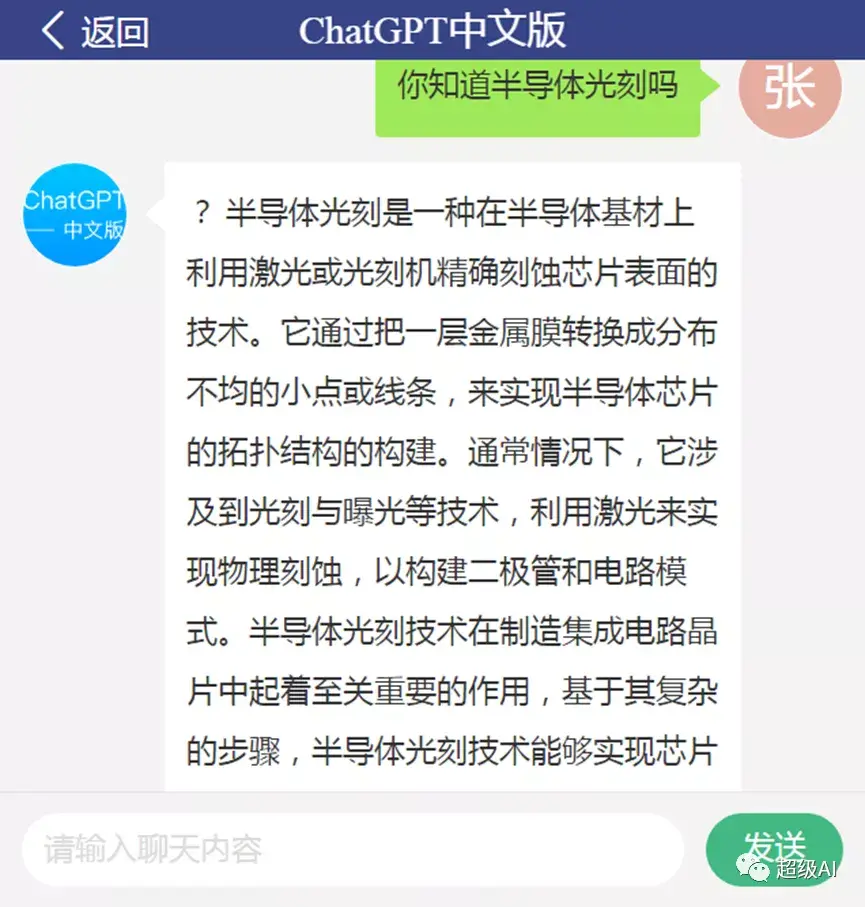 返回
ChatGPT中文版
你知道半导体光刻吗
张
ChatGPT
中文版
？半导体光刻是一种在半导体基材上
利用激光或光刻机精确刻蚀芯片表面的
技术。它通过把一层金属膜转换成分布
不均的小点或线条，来实现半导体芯片
的拓扑结构的构建。通常情况下，它涉
及到光刻与曝光等技术，利用激光来实
现物理刻蚀，以构建二极管和电路模
式。半导体光刻技术在制造集成电路晶
片中起着至关重要的作用，基于其复杂
的步骤，半导体光刻技术能够实现芯片
请输入聊天内容
发送
超级AI